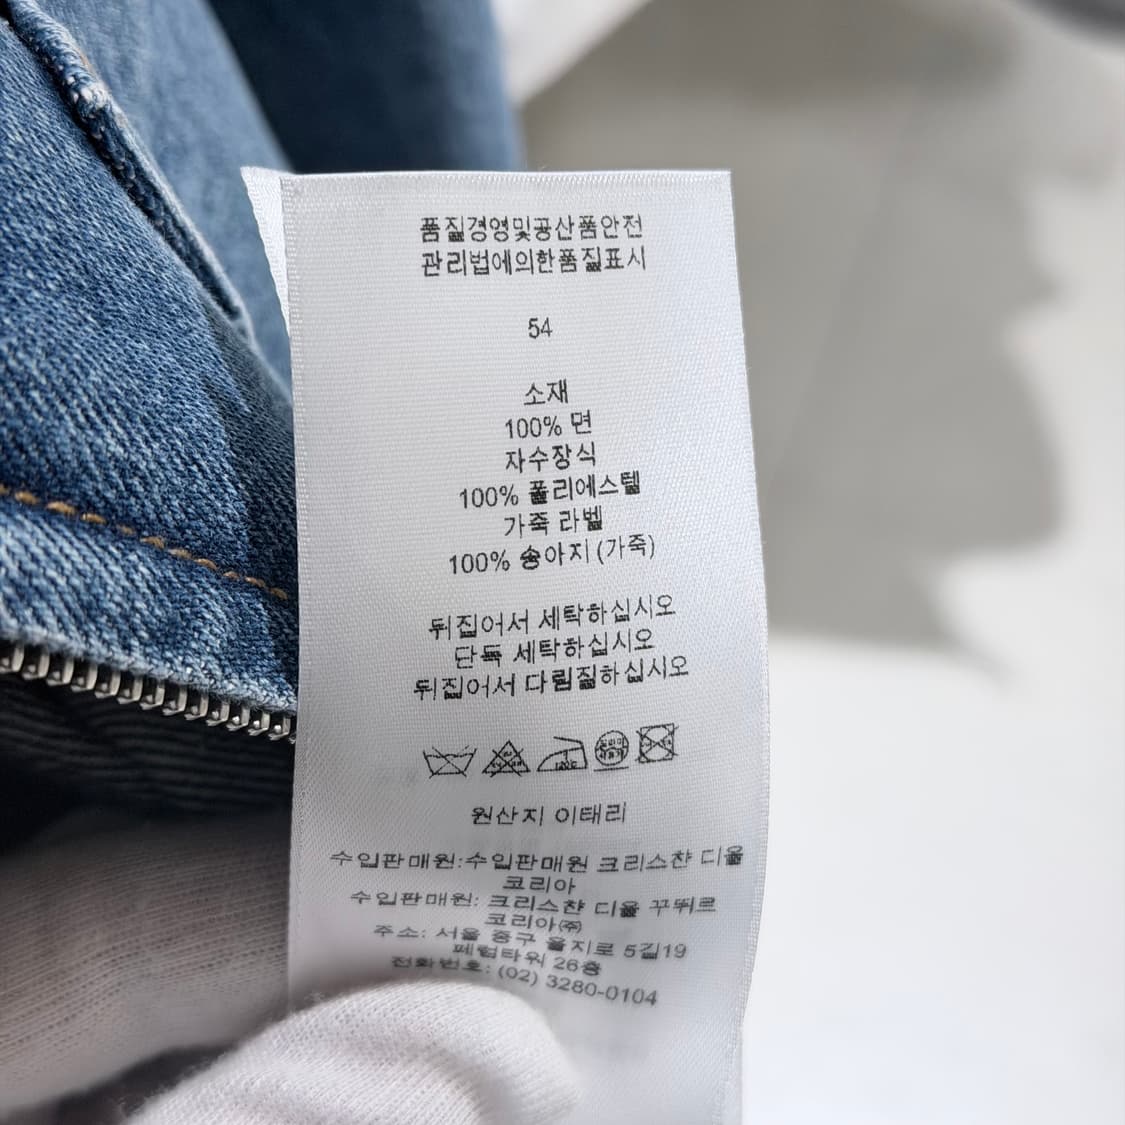 품질경영및공산품안전
관리법에의한품질표시
54
소재
100% 면
자수장식
100% 폴리에스텔
가죽 라벨
100% 송아지 (가죽)
뒤집어서 세탁하십시오
단독 세탁하십시오
뒤집어서 다림질하십시오
120℃
원산지 이태리
수입판매원:수입판매원 크리스챤 디올
코리아
수입판매원: 크리스챤 디올 꾸뛰르
코리아㈜
주소: 서울 중구 을지로 5길19
페럼타워 26층
전화번호: (02) 3280-0104